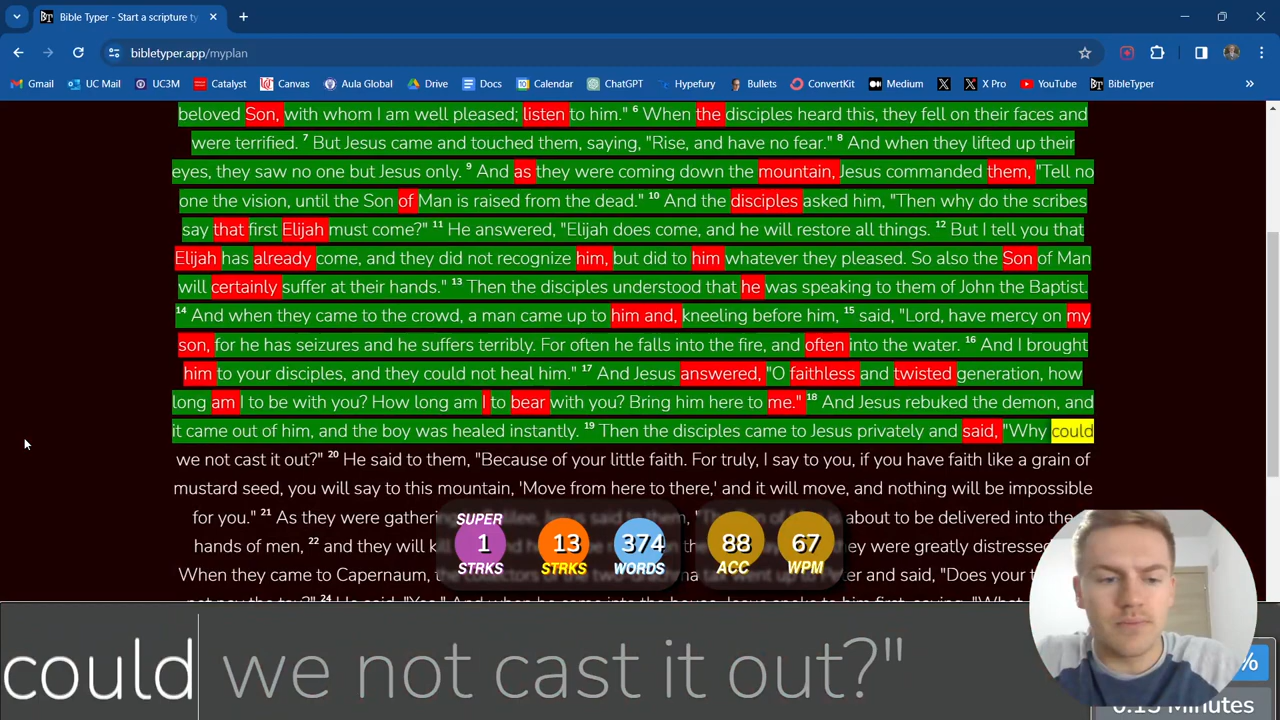 Bible Typer - Start a scripture ty
bibletyper.app/myplan
Gmail UC Mail UC3M Catalyst Canvas Aula Global Drive Docs Calendar ChatGPT Hypefury Bullets ConvertKit Medium X X Pro YouTube BibleTyper »
beloved Son, with whom I am well pleased; listen to him." 6 When the disciples heard this, they fell on their faces and
were terrified. 7 But Jesus came and touched them, saying, "Rise, and have no fear." 8 And when they lifted up their
eyes, they saw no one but Jesus only. 9 And as they were coming down the mountain, Jesus commanded them, "Tell no
one the vision, until the Son of Man is raised from the dead." 10 And the disciples asked him, "Then why do the scribes
say that first Elijah must come?" 11 He answered, "Elijah does come, and he will restore all things. 12 But I tell you that
Elijah has already come, and they did not recognize him, but did to him whatever they pleased. So also the Son of Man
will certainly suffer at their hands." 13 Then the disciples understood that he was speaking to them of John the Baptist.
14 And when they came to the crowd, a man came up to him and, kneeling before him, 15 said, "Lord, have mercy on my
son, for he has seizures and he suffers terribly. For often he falls into the fire, and often into the water. 16 And I brought
him to your disciples, and they could not heal him." 17 And Jesus answered, "O faithless and twisted generation, how
long am I to be with you? How long am I to bear with you? Bring him here to me." 18 And Jesus rebuked the demon, and
it came out of him, and the boy was healed instantly. 19 Then the disciples came to Jesus privately and said, "Why could
we not cast it out?" 20 He said to them, "Because of your little faith. For truly, I say to you, if you have faith like a grain of
mustard seed, you will say to this mountain, 'Move from here to there,' and it will move, and nothing will be impossible
for you." 21 As they were about to be delivered into the
hands of men, 22 and they will they were greatly distressed
When they came to Capernaum, and said, "Does your
SUPER
1
STRKS
13
STRKS
374
WORDS
88
ACC
67
WPM
could we not cast it out?"
%
Minutes